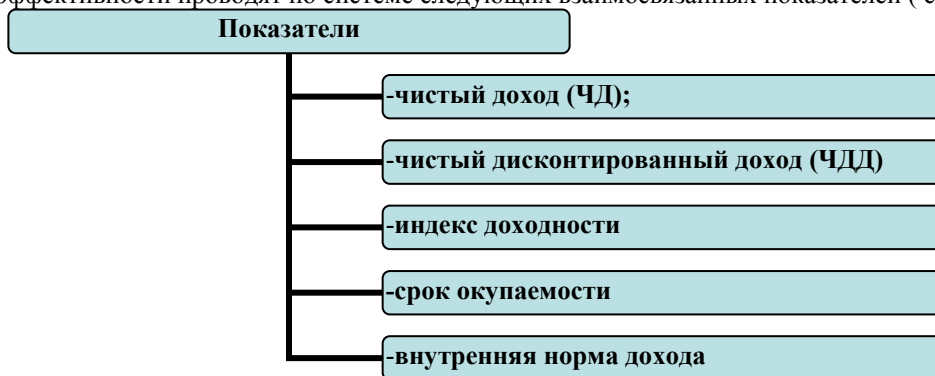 эффективности проводят по системе следующих взаимосвязанных показателей (
Показатели
-чистый доход (ЧД);
-чистый дисконтированный доход (ЧДД)
-индекс доходности
-срок окупаемости
-внутренняя норма дохода